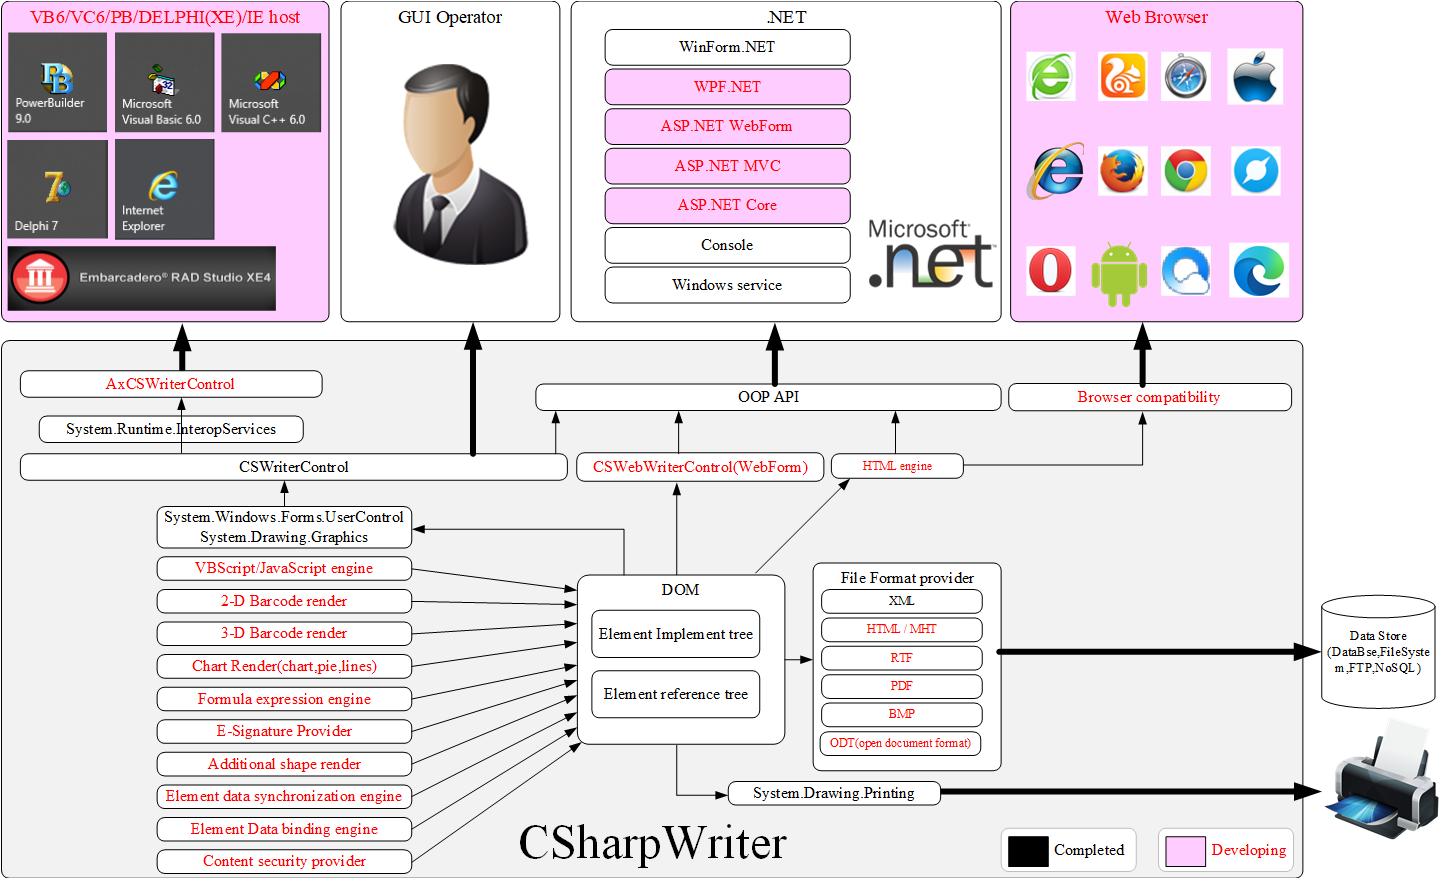 VB6/VC6/PB/DELPHI(XE)/IE host
PowerBuilder
9.0
Microsoft
Visual Basic 6.0
Microsoft
Visual C++ 6.0
Delphi 7
Internet
Explorer
Embarcadero® RAD Studio XE4
GUI Operator
.NET
WinForm.NET
WPF.NET
ASP.NET WebForm
ASP.NET MVC
ASP.NET Core
Console
Windows service
Microsoft®
.net™
Web Browser
AxCSWriterControl
System.Runtime.InteropServices
CSWriterControl
OOP API
Browser compatibility
CSWebWriterControl(WebForm)
HTML engine
System.Windows.Forms.UserControl
System.Drawing.Graphics
VBScript/JavaScript engine
2-D Barcode render
3-D Barcode render
Chart Render(chart,pie,lines)
Formula expression engine
E-Signature Provider
Additional shape render
Element data synchronization engine
Element Data binding engine
Content security provider
DOM
Element Implement tree
Element reference tree
File Format provider
XML
HTML / MHT
RTF
PDF
BMP
ODT(open document format)
System.Drawing.Printing
Data Store
(DataBse,FileSyste
m,FTP,NoSQL)
CSharpWriter
Completed
Developing